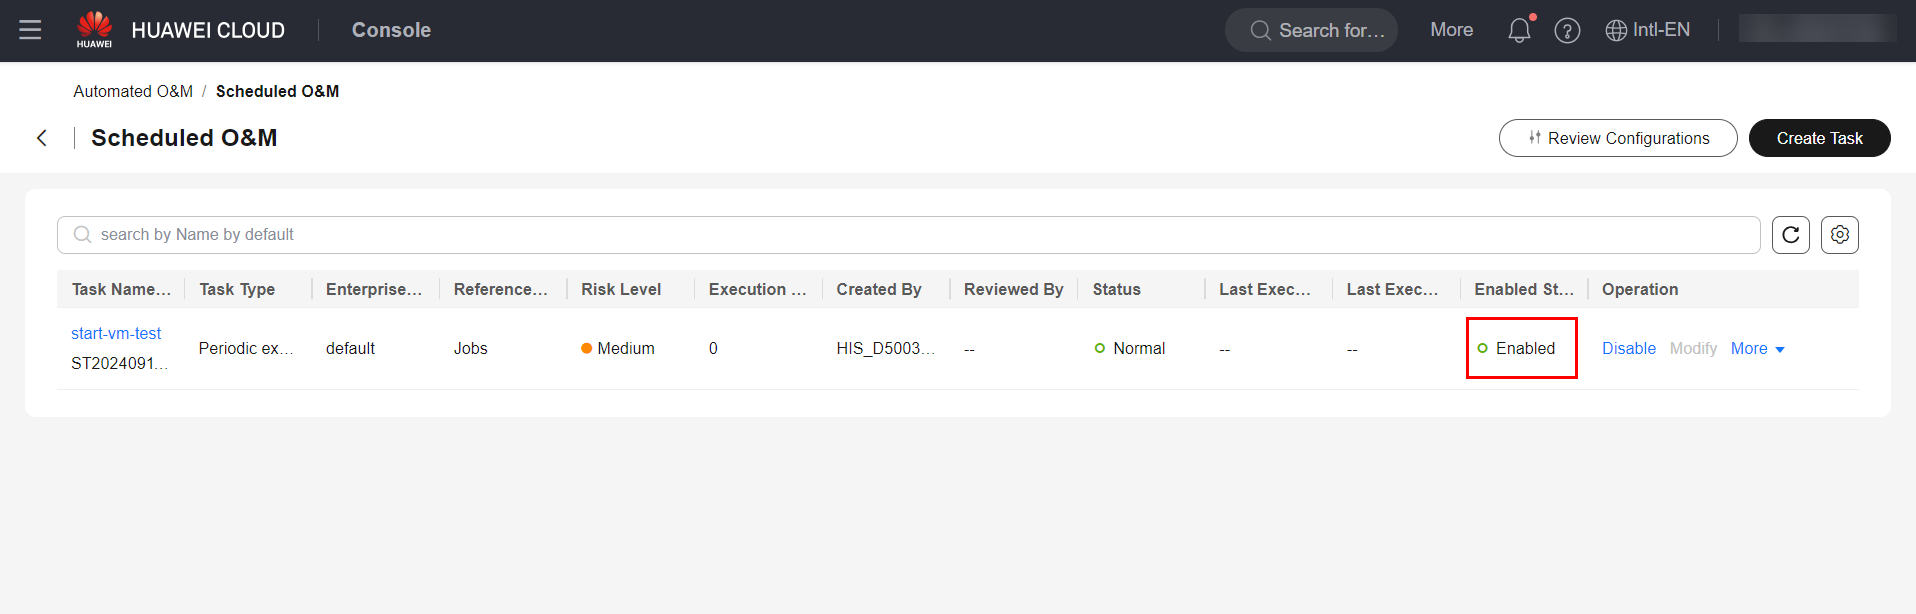 HUAWEI
HUAWEI CLOUD
Console
Search for...
More
Intl-EN
Automated O&M / Scheduled O&M
Scheduled O&M
Review Configurations
Create Task
search by Name by default
Task Name... Task Type Enterprise... Reference... Risk Level Execution ... Created By Reviewed By Status Last Exec... Last Exec... Enabled St... Operation
start-vm-test
ST2024091...
Periodic ex... default Jobs Medium 0 HIS_D5003... -- Normal -- -- Enabled Disable Modify More